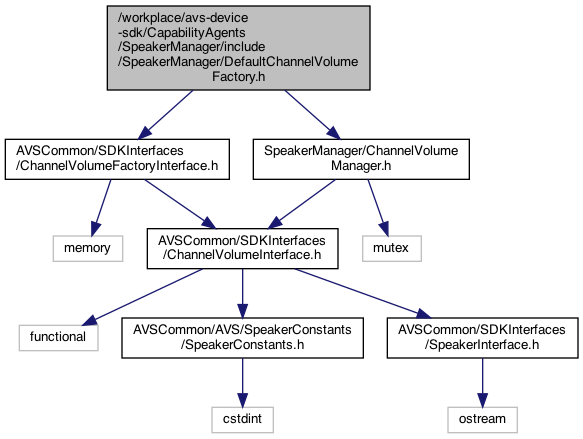 /workplace/avs-device
-sdk/CapabilityAgents
/SpeakerManager/include
/SpeakerManager/DefaultChannelVolume
Factory.h
AVSCommon/SDKInterfaces
/ChannelVolumeFactoryInterface.h
SpeakerManager/ChannelVolume
Manager.h
memory
AVSCommon/SDKInterfaces
/ChannelVolumeInterface.h
mutex
functional
AVSCommon/AVS/SpeakerConstants
/SpeakerConstants.h
AVSCommon/SDKInterfaces
/SpeakerInterface.h
cstdint
ostream